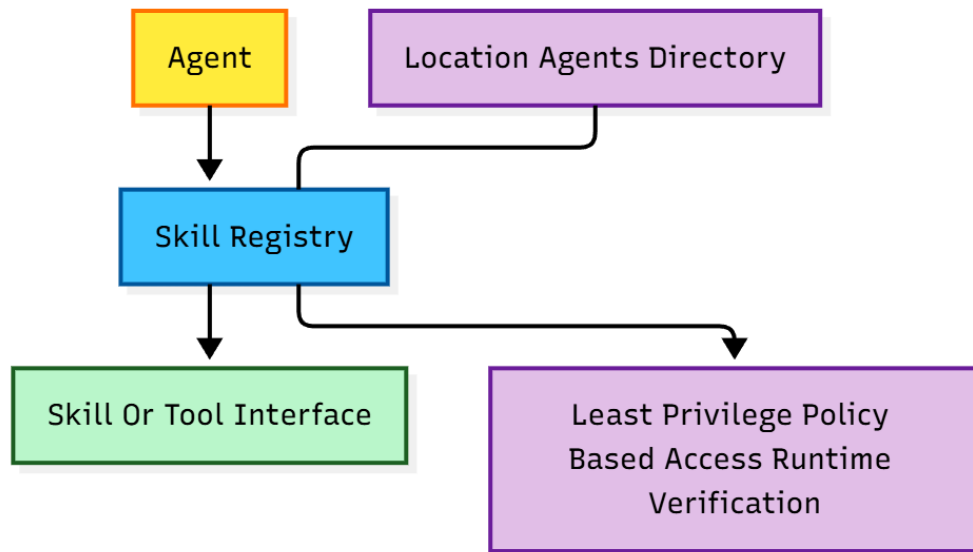 Agent
Location Agents Directory
Skill Registry
Skill Or Tool Interface
Least Privilege Policy
Based Access Runtime
Verification